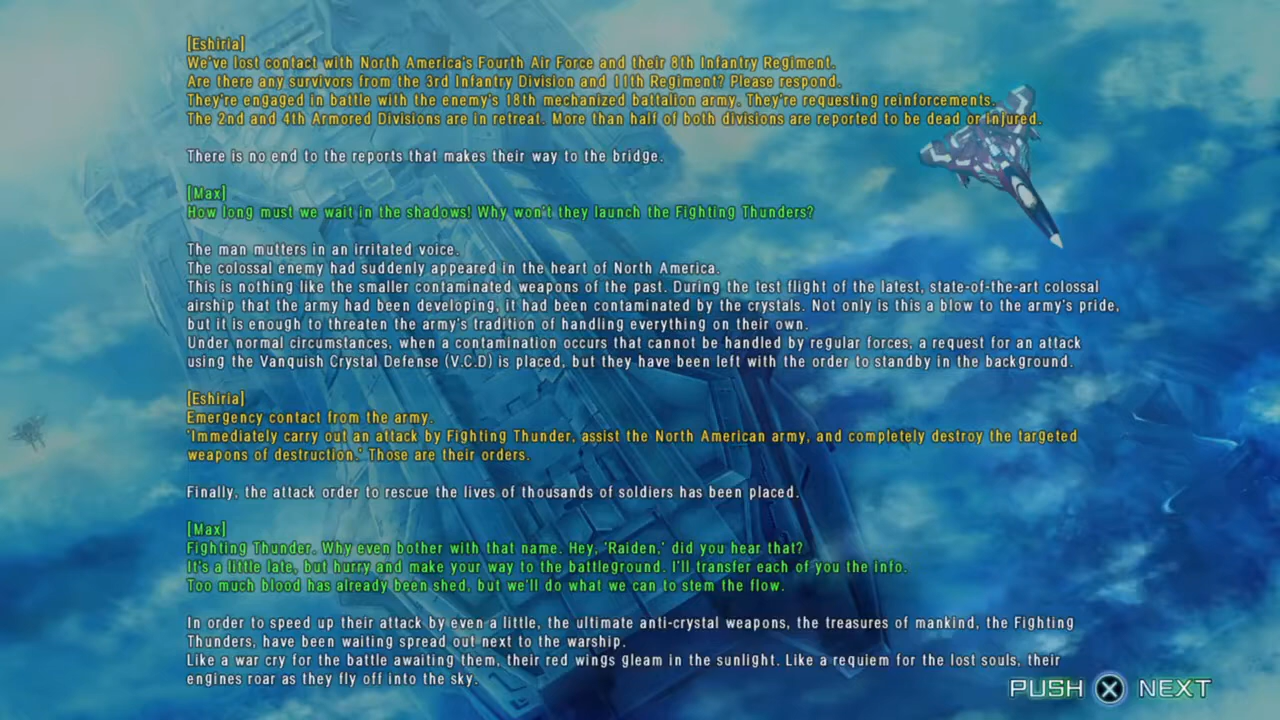 [Eshiria]
We've lost contact with North America's Fourth Air Force and their 8th Infantry Regiment.
Are there any survivors from the 3rd Infantry Division and 11th Regiment? Please respond.
They're engaged in battle with the enemy's 18th mechanized battalion army. They're requesting reinforcements.
The 2nd and 4th Armored Divisions are in retreat. More than half of both divisions are reported to be dead or injured.
There is no end to the reports that makes their way to the bridge.
[Max]
How long must we wait in the shadows! Why won't they launch the Fighting Thunders?
The man mutters in an irritated voice.
The colossal enemy had suddenly appeared in the heart of North America.
This is nothing like the smaller contaminated weapons of the past. During the test flight of the latest, state-of-the-art colossal
airship that the army had been developing, it had been contaminated by the crystals. Not only is this a blow to the army's pride,
but it is enough to threaten the army's tradition of handling everything on their own.
Under normal circumstances, when a contamination occurs that cannot be handled by regular forces, a request for an attack
using the Vanquish Crystal Defense (V.C.D) is placed, but they have been left with the order to standby in the background.
[Eshiria]
Emergency contact from the army.
'Immediately carry out an attack by Fighting Thunder, assist the North American army, and completely destroy the targeted
weapons of destruction.' Those are their orders.
Finally, the attack order to rescue the lives of thousands of soldiers has been placed.
[Max]
Fighting Thunder. Why even bother with that name. Hey, 'Raiden,' did you hear that?
It's a little late, but hurry and make your way to the battleground. I'll transfer each of you the info.
Too much blood has already been shed, but we'll do what we can to stem the flow.
In order to speed up their attack by even a little, the ultimate anti-crystal weapons, the treasures of mankind, the Fighting
Thunders, have been waiting spread out next to the warship.
Like a war cry for the battle awaiting them, their red wings gleam in the sunlight. Like a requiem for the lost souls, their
engines roar as they fly off into the sky.
PUSH X NEXT